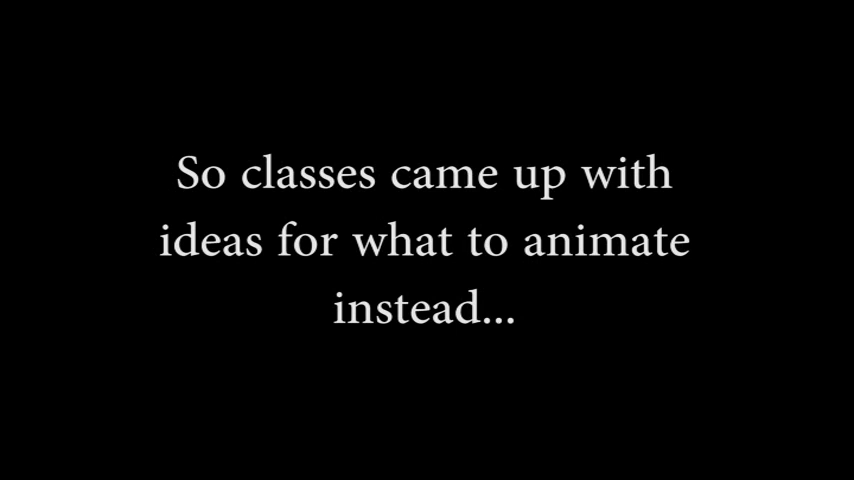 So classes came up with
ideas for what to animate
instead...